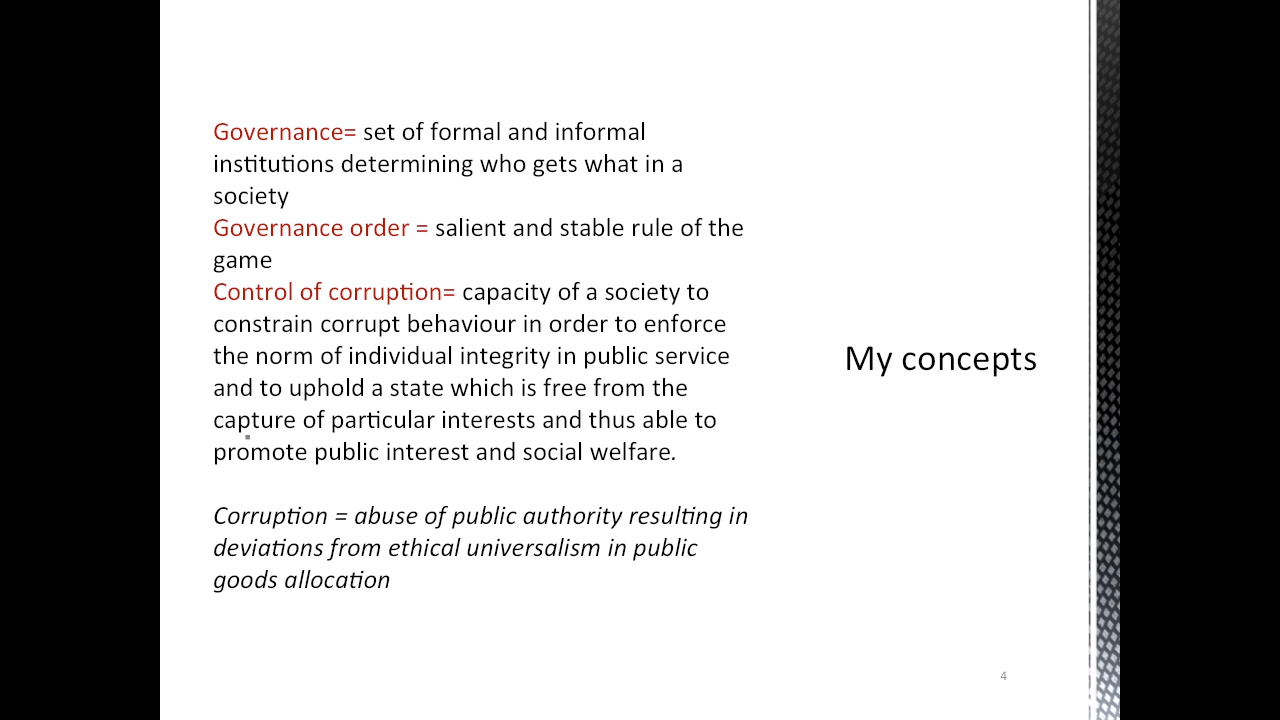 Governance= set of formal and informal
institutions determining who gets what in a
society
Governance order = salient and stable rule of the
game
Control of corruption= capacity of a society to
constrain corrupt behaviour in order to enforce
the norm of individual integrity in public service
and to uphold a state which is free from the
capture of particular interests and thus able to
promote public interest and social welfare.
Corruption = abuse of public authority resulting in
deviations from ethical universalism in public
goods allocation
My concepts
4